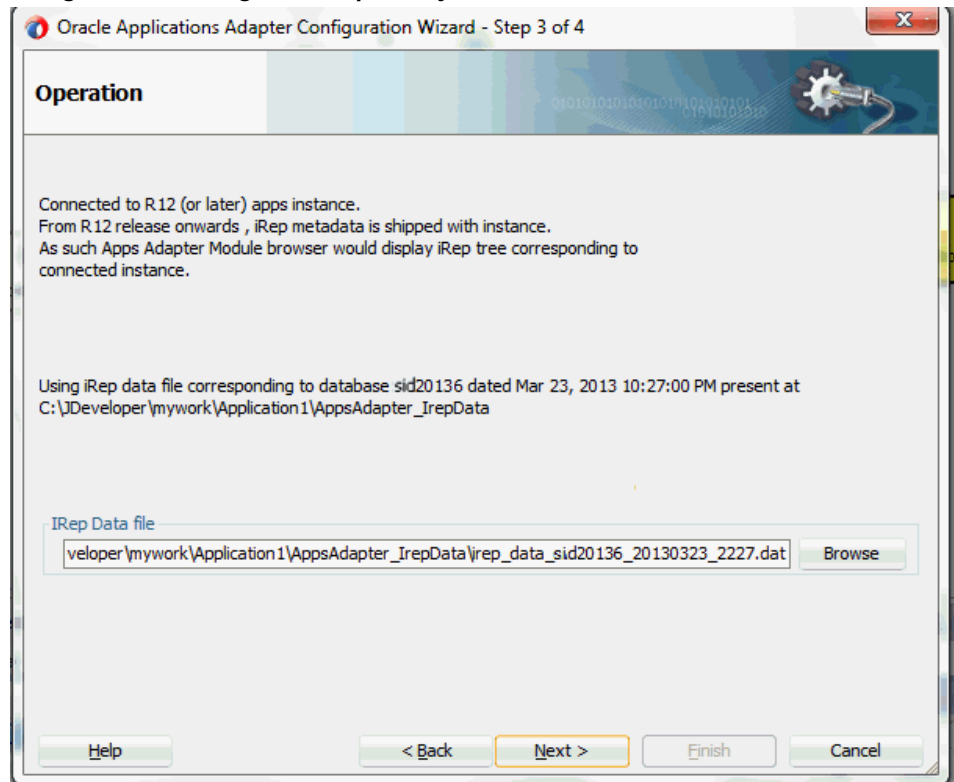 Oracle Applications Adapter Configuration Wizard - Step 3 of 4
Operation
Connected to R12 (or later) apps instance.
From R12 release onwards , iRep metadata is shipped with instance.
As such Apps Adapter Module browser would display iRep tree corresponding to
connected instance.
Using iRep data file corresponding to database sid20136 dated Mar 23, 2013 10:27:00 PM present at
C:\JDeveloper\mywork\Application1\AppsAdapter_IrepData
IRep Data file
veloper\mywork\Application1\AppsAdapter_IrepData\irep_data_sid20136_20130323_2227.dat Browse
Help < Back Next > Finish Cancel